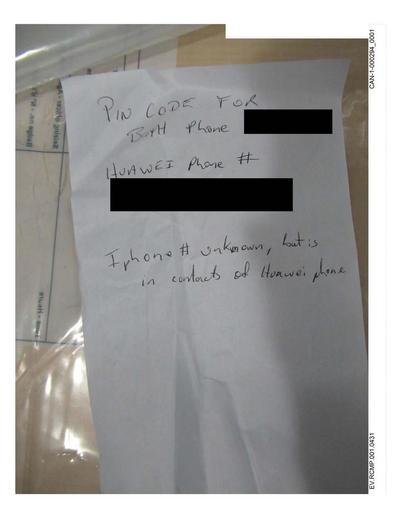 CAN-1-000294_0001
PIN CODE FOR
BOTH Phone
HUAWEI Phone #
Iphone # unknown, but is
in contacts of Huawei phone
EV.RCMP.001.0431